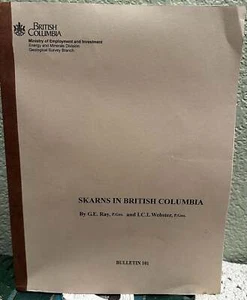 BRITISH
COLUMBIA
Ministry of Employment and Investment
Energy and Minerals Division
Geological Survey Branch
SKARNS IN BRITISH COLUMBIA
By G.E. Ray, P.Geo. and I.C.L. Webster, P.Geo.
BULLETIN 101